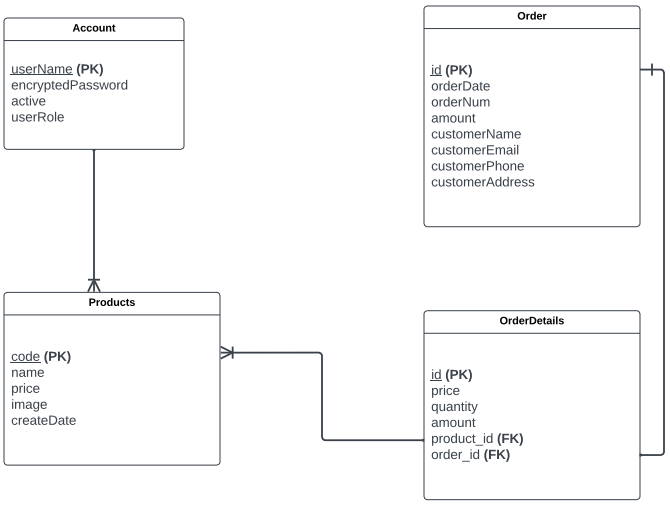 Account
userName (PK)
encryptedPassword
active
userRole
Order
id (PK)
orderDate
orderNum
amount
customerName
customerEmail
customerPhone
customerAddress
Products
code (PK)
name
price
image
createDate
OrderDetails
id (PK)
price
quantity
amount
product_id (FK)
order_id (FK)